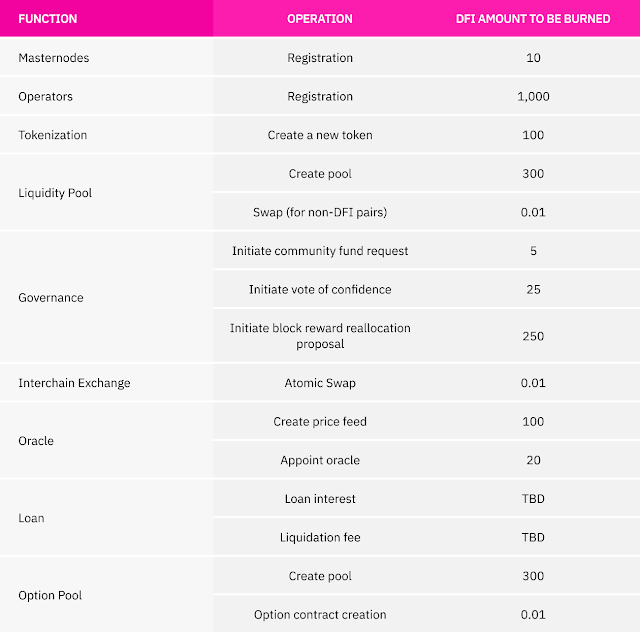 FUNCTION OPERATION DFI AMOUNT TO BE BURNED
Masternodes Registration 10
Operators Registration 1,000
Tokenization Create a new token 100
Liquidity Pool
Create pool 300
Swap (for non-DFI pairs) 0.01
Governance
Initiate community fund request 5
Initiate vote of confidence 25
Initiate block reward reallocation
proposal
250
Interchain Exchange Atomic Swap 0.01
Oracle
Create price feed 100
Appoint oracle 20
Loan
Loan interest TBD
Liquidation fee TBD
Option Pool
Create pool 300
Option contract creation 0.01